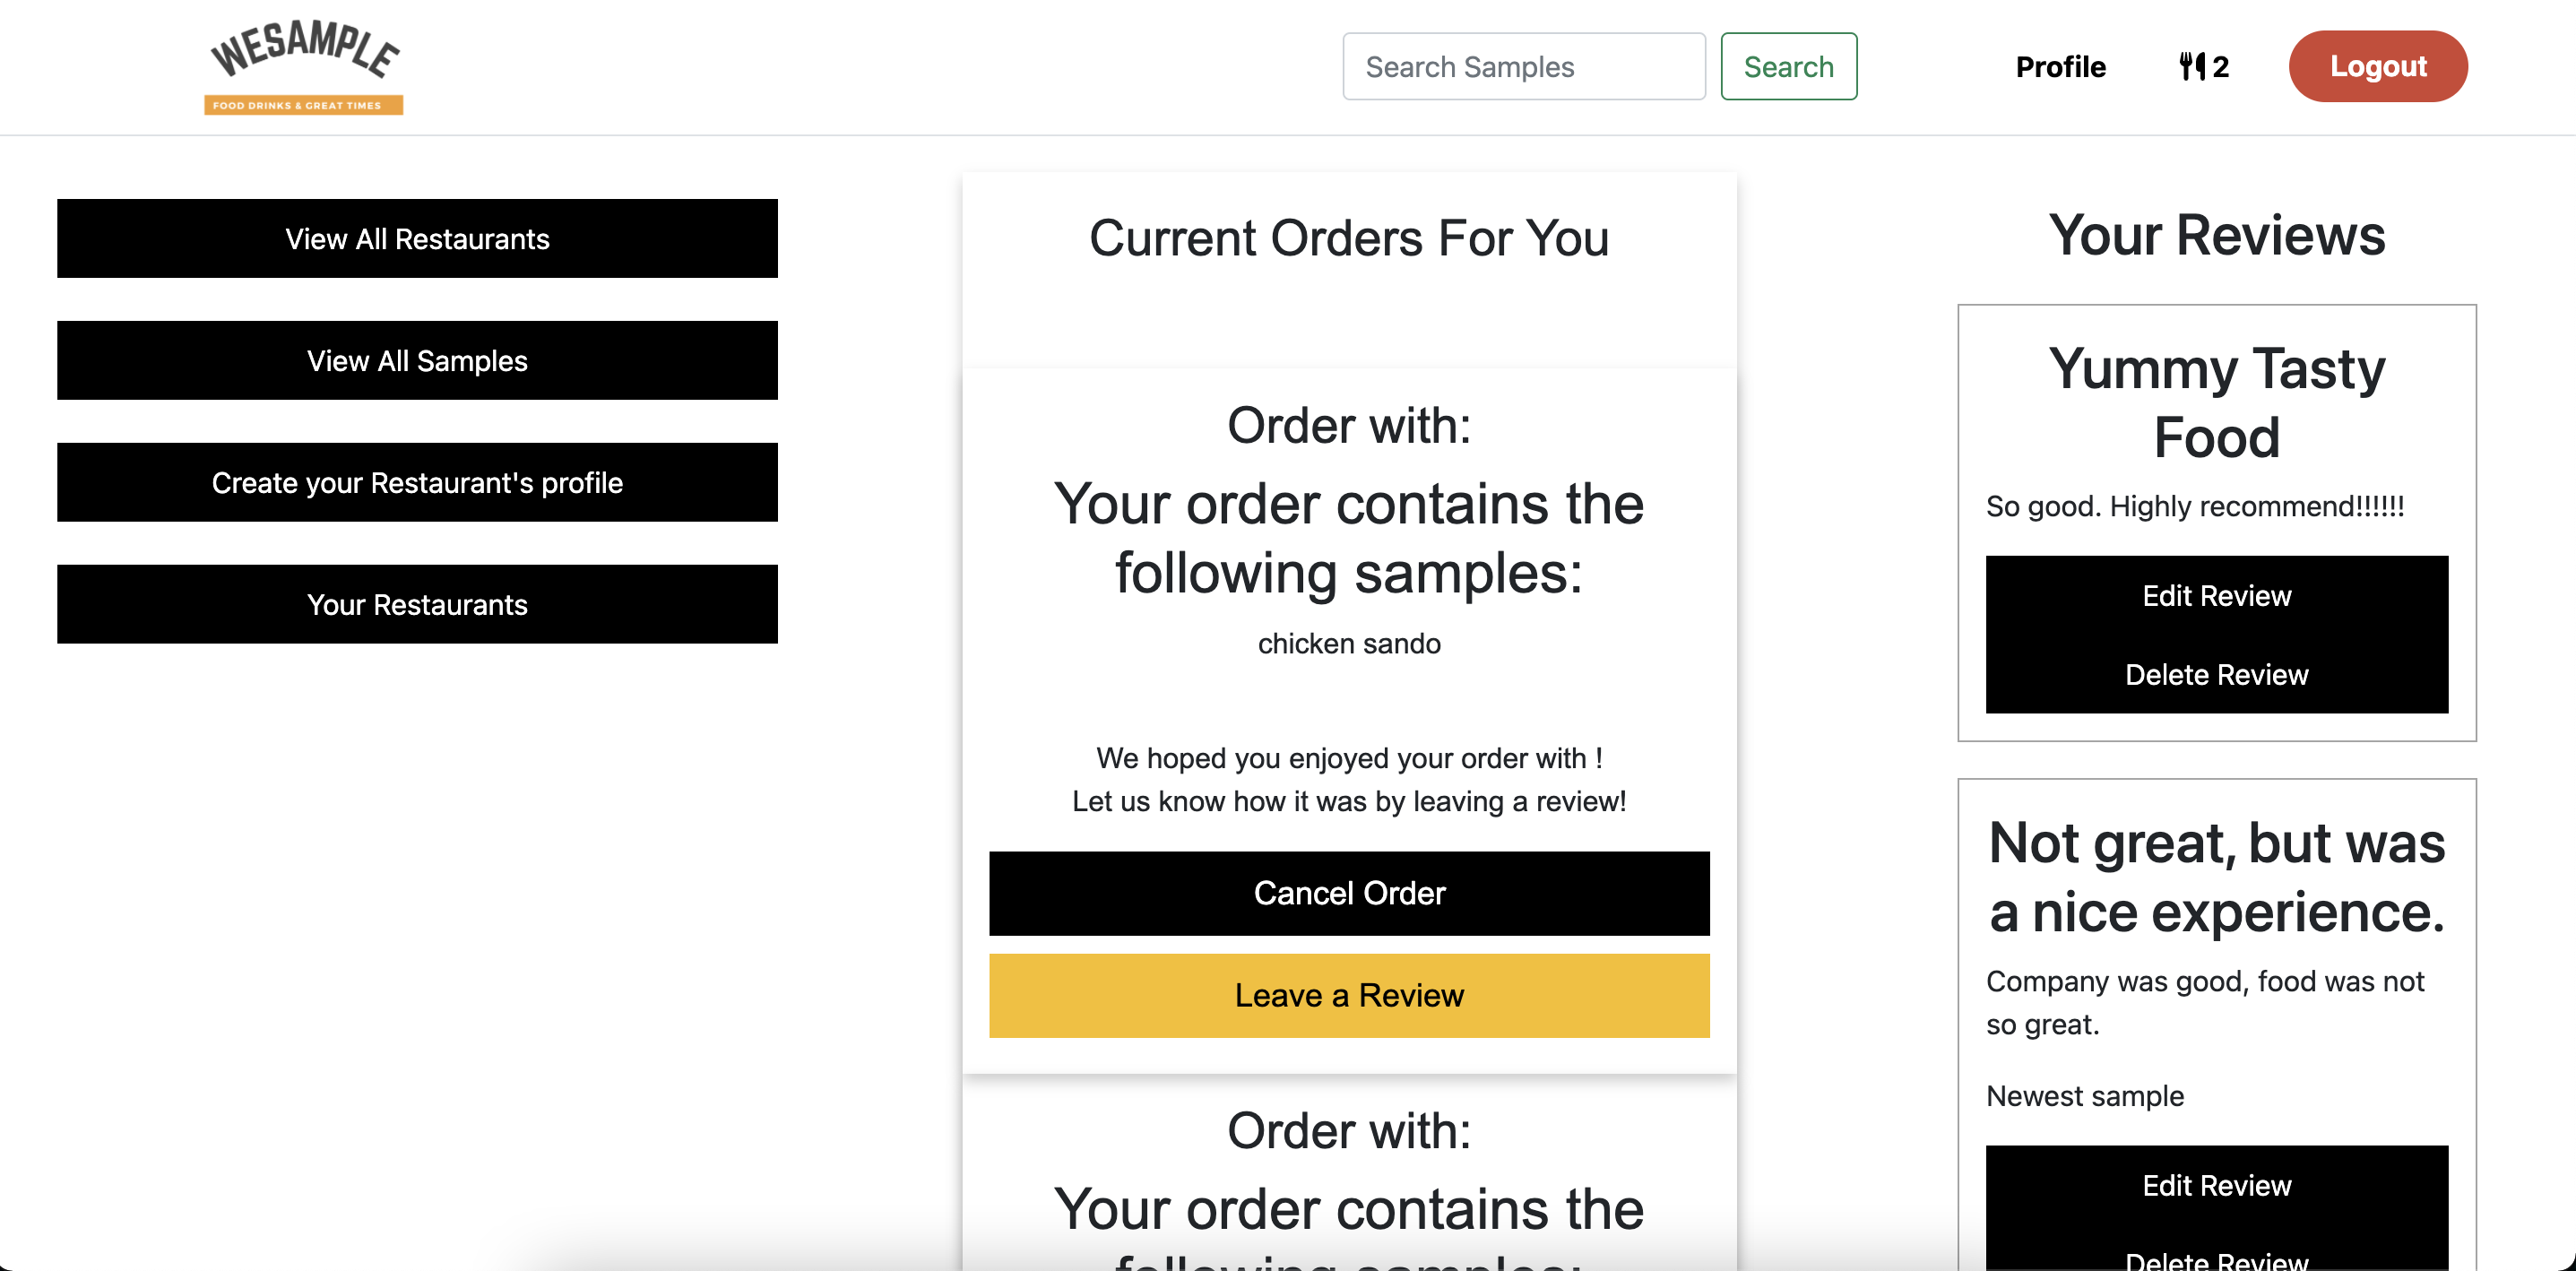 WESAMPLE
FOOD DRINKS & GREAT TIMES
Search Samples
Search
Profile
2
Logout
View All Restaurants
View All Samples
Create your Restaurant's profile
Your Restaurants
Current Orders For You
Order with:
Your order contains the
following samples:
chicken sando
We hoped you enjoyed your order with !
Let us know how it was by leaving a review!
Cancel Order
Leave a Review
Order with:
Your order contains the
following samples:
Your Reviews
Yummy Tasty
Food
So good. Highly recommend!!!!!!
Edit Review
Delete Review
Not great, but was
a nice experience.
Company was good, food was not
so great.
Newest sample
Edit Review
Delete Review